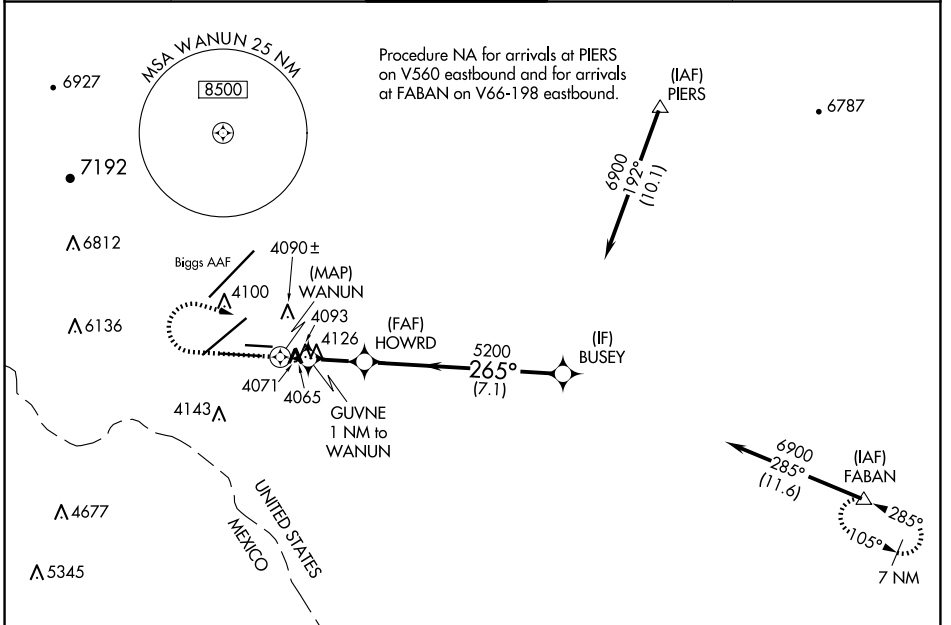 MSA WANUN 25 NM
8500
Procedure NA for arrivals at PIERS
on V560 eastbound and for arrivals
at FABAN on V66-198 eastbound.
(IAF)
PIERS
6927
6787
7192
6900
192°
(10.1)
6812
4090±
Biggs AAF
(MAP)
WANUN
4100
4093
6136
4126
(FAF)
HOWRD
5200
265°
(7.1)
(IF)
BUSEY
4071
4065
4143
GUVNE
1 NM to
WANUN
6900
285°
(11.6)
(IAF)
FABAN
285°
105°
7 NM
UNITED STATES
MEXICO
4677
5345